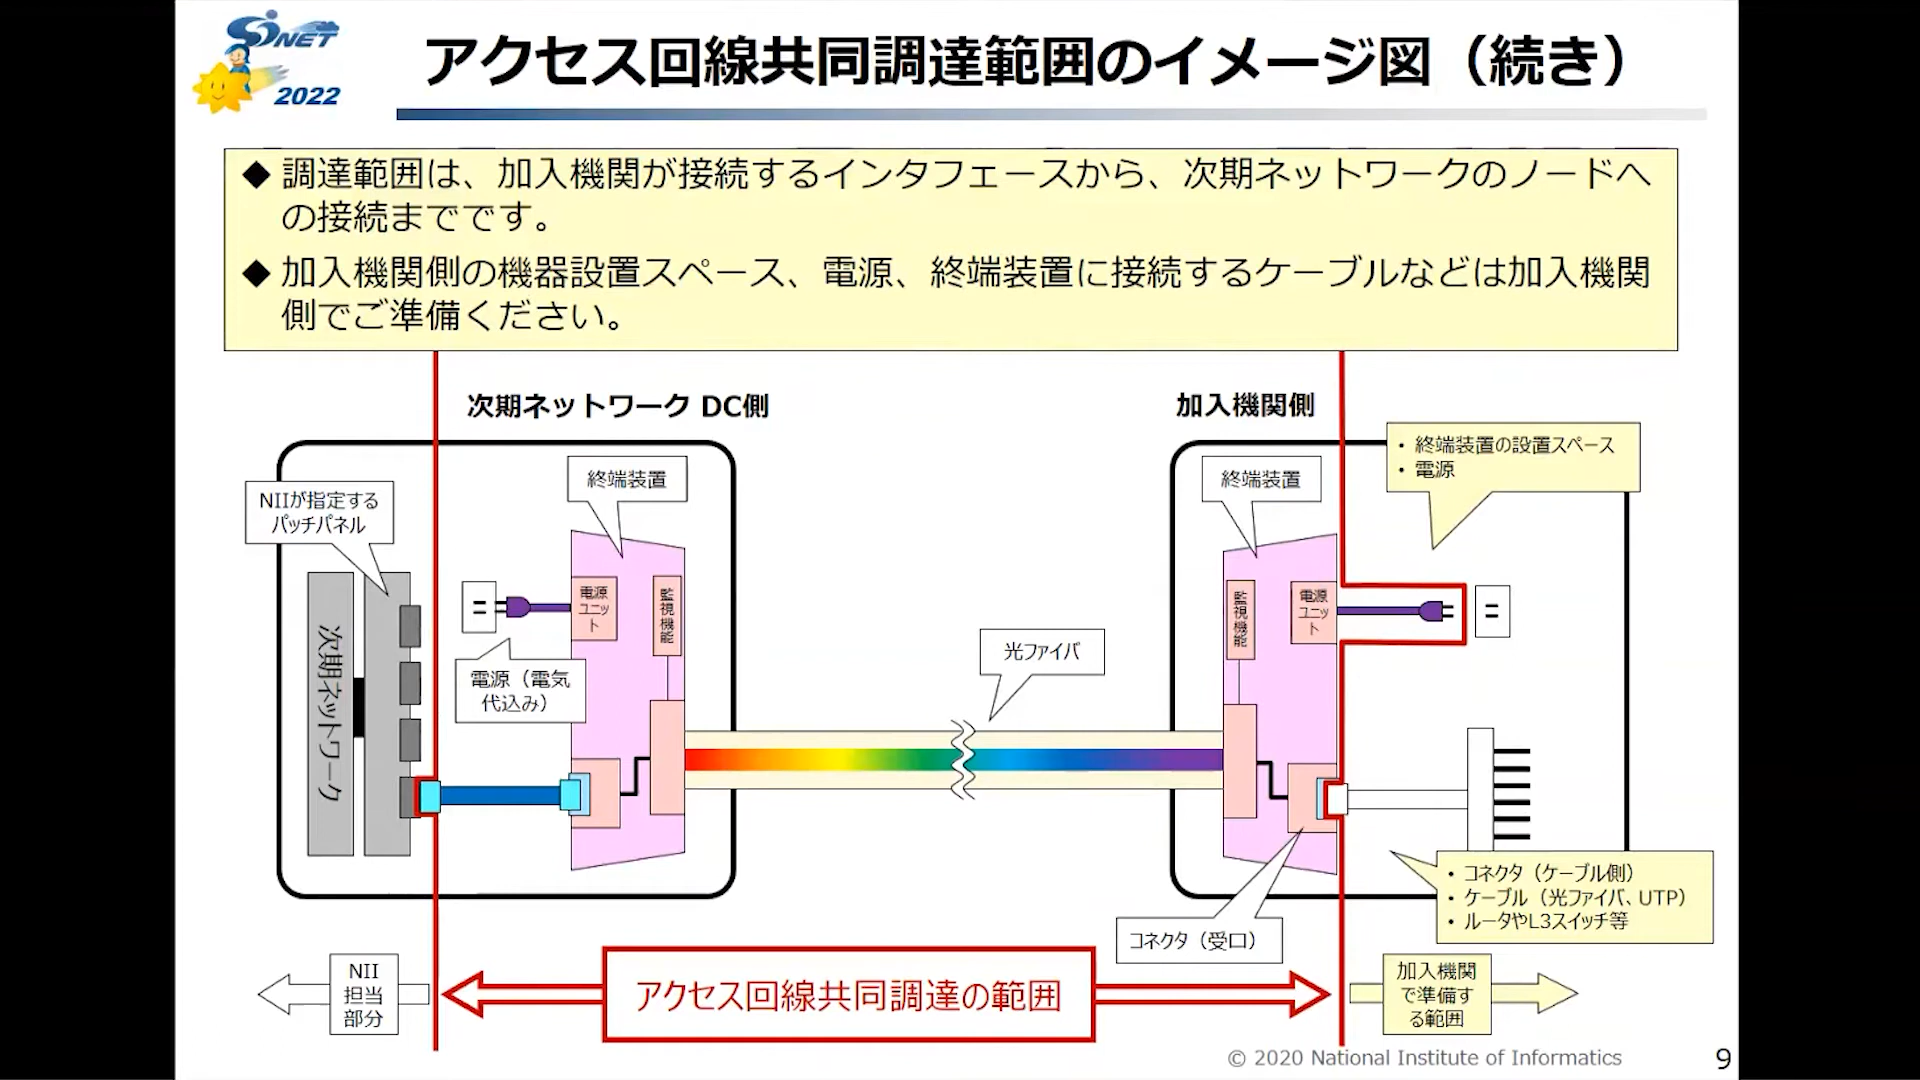 SINET
2022
アクセス回線共同調達範囲のイメージ図（続き）
◆ 調達範囲は、加入機関が接続するインタフェースから、次期ネットワークのノードへ
の接続までです。
◆ 加入機関側の機器設置スペース、電源、終端装置に接続するケーブルなどは加入機関
側でご準備ください。
次期ネットワーク DC側
加入機関側
NIIが指定する
パッチパネル
終端装置
次期ネットワーク
電源
ユニッ
ト
監視機能
電源（電気
代込み）
光ファイバ
終端装置
監視機能
電源
ユニッ
ト
・ 終端装置の設置スペース
・ 電源
コネクタ（受口）
・ コネクタ（ケーブル側）
・ ケーブル（光ファイバ、UTP）
・ ルータやL3スイッチ等
NII
担当
部分
アクセス回線共同調達の範囲
加入機関
で準備す
る範囲
© 2020 National Institute of Informatics
9